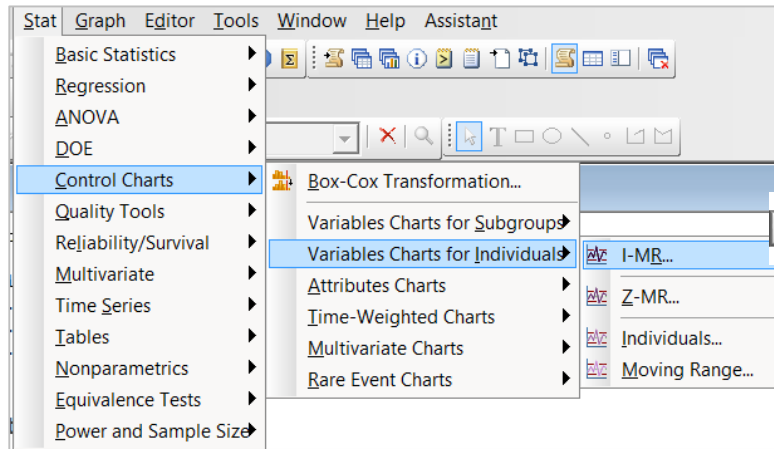 Stat Graph Editor Tools Window Help Assistant
Basic Statistics
Regression
ANOVA
DOE
Control Charts
Quality Tools
Reliability/Survival
Multivariate
Time Series
Tables
Nonparametrics
Equivalence Tests
Power and Sample Size
Box-Cox Transformation...
Variables Charts for Subgroups
Variables Charts for Individuals
Attributes Charts
Time-Weighted Charts
Multivariate Charts
Rare Event Charts
I-MR...
Z-MR...
Individuals...
Moving Range...